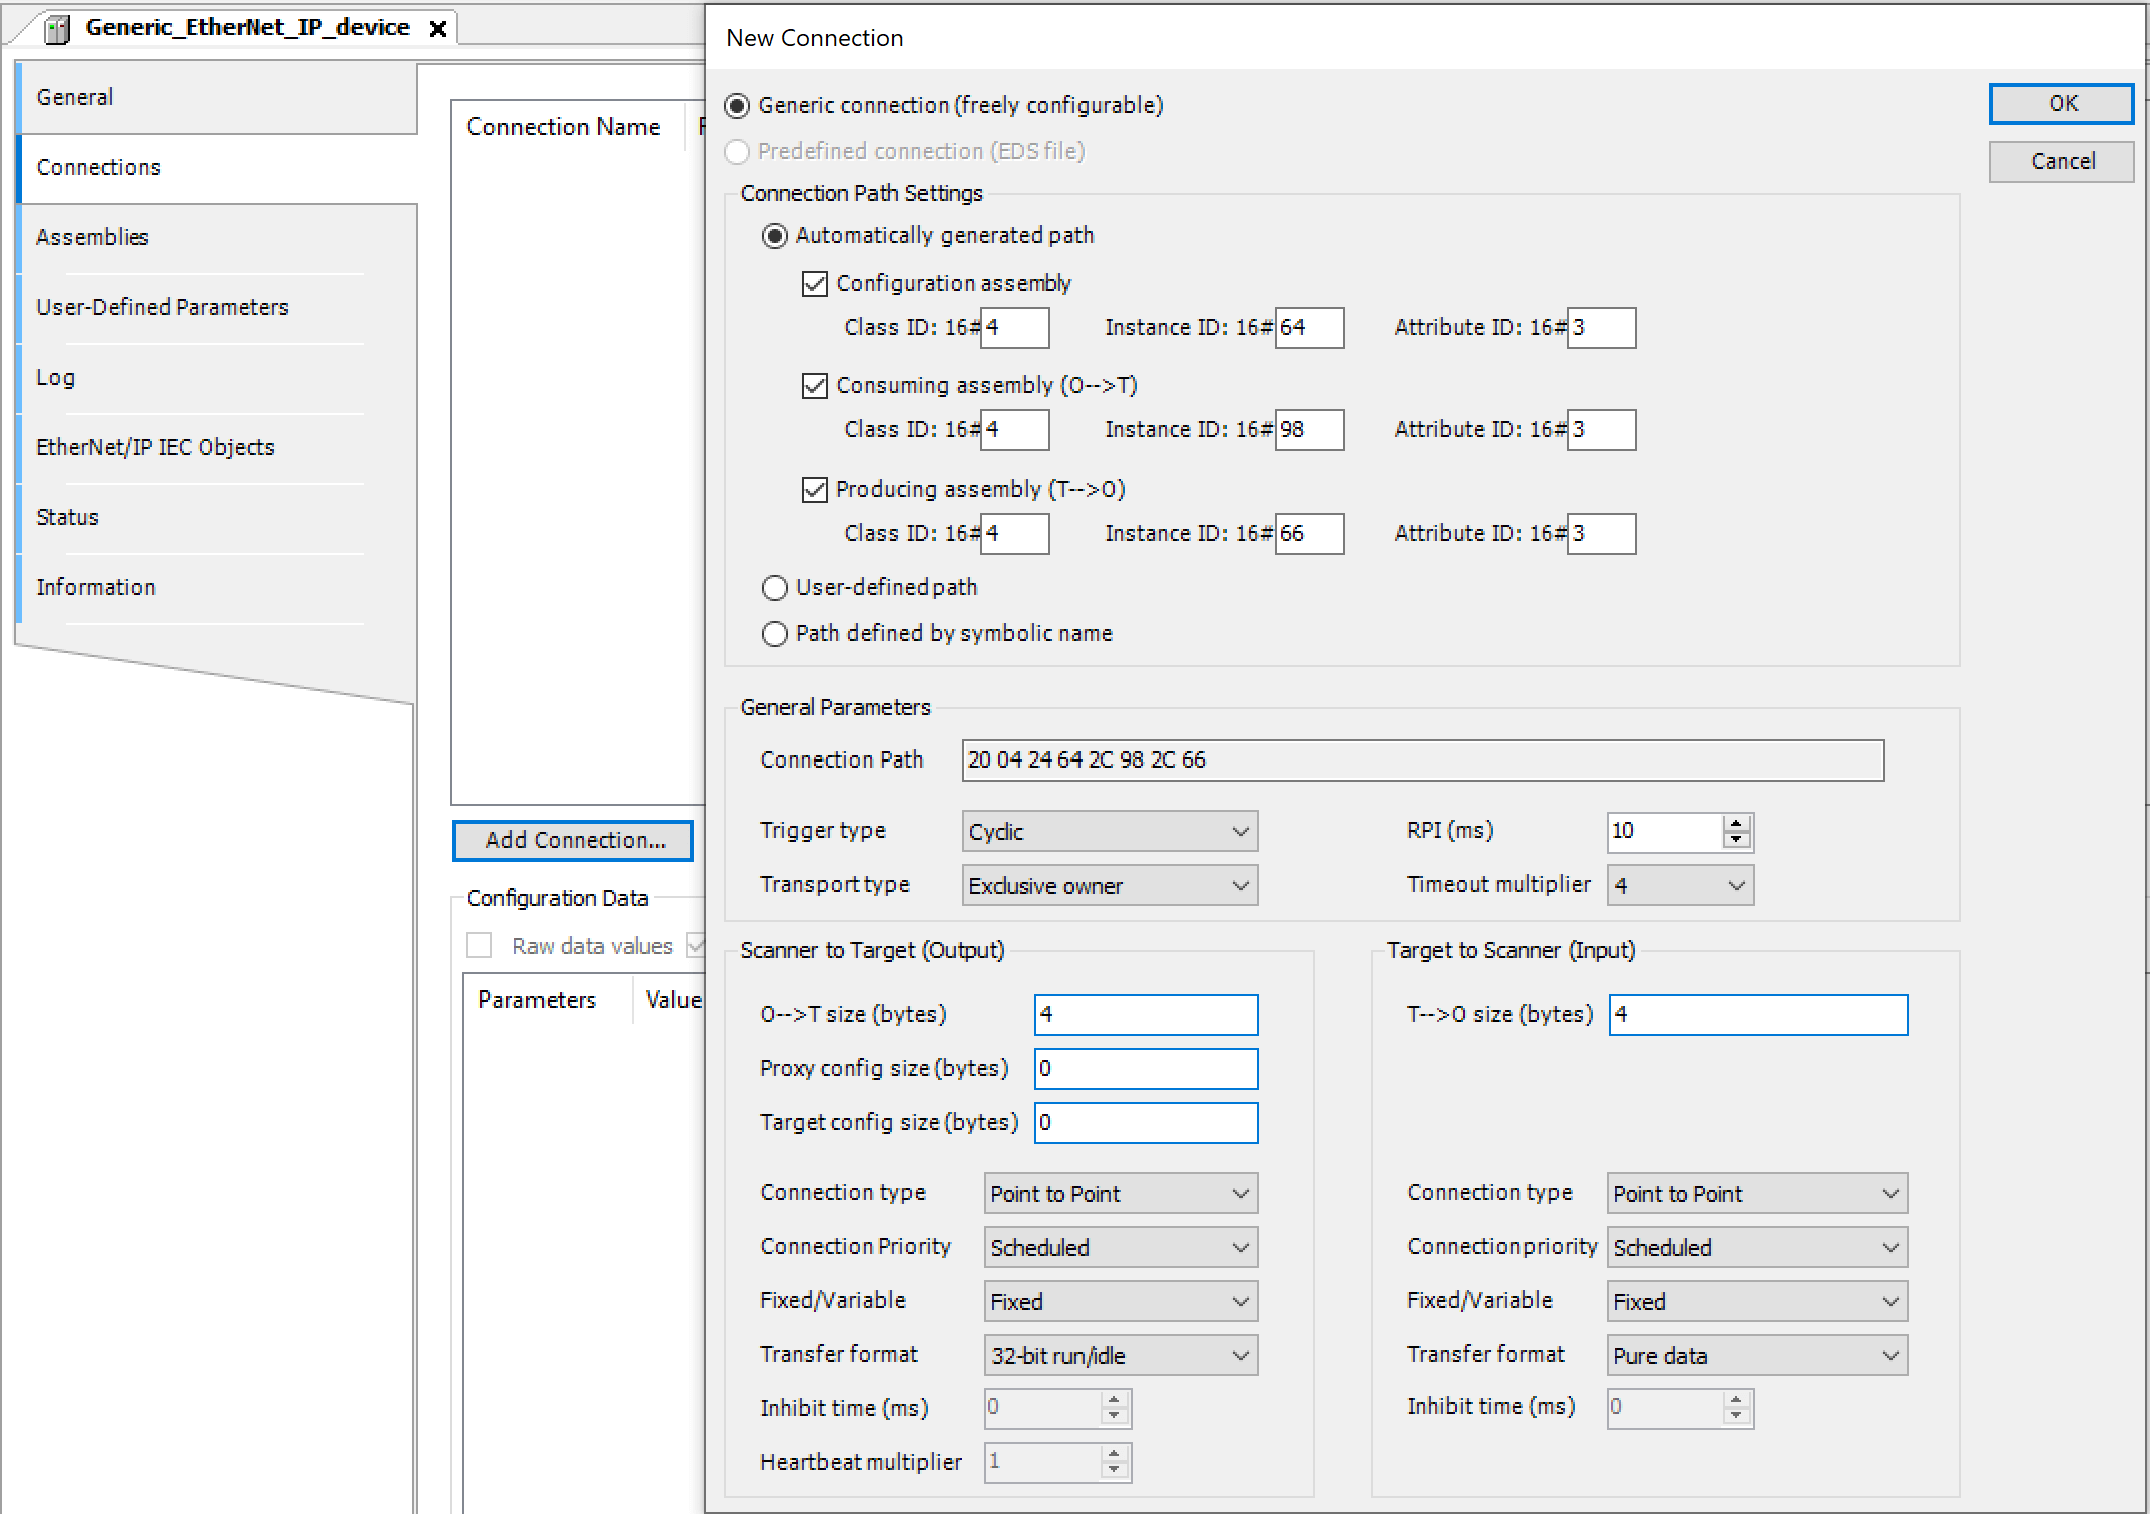 Generic_EtherNet_IP_device
General
Connections
Assemblies
User-Defined Parameters
Log
EtherNet/IP IEC Objects
Status
Information
Connection Name
Add Connection...
Configuration Data
Raw data values
Parameters Value
New Connection
OK
Cancel
Generic connection (freely configurable)
Predefined connection (EDS file)
Connection Path Settings
Automatically generated path
Configuration assembly
Class ID: 16# 4 Instance ID: 16# 64 Attribute ID: 16# 3
Consuming assembly (O-->T)
Class ID: 16# 4 Instance ID: 16# 98 Attribute ID: 16# 3
Producing assembly (T-->O)
Class ID: 16# 4 Instance ID: 16# 66 Attribute ID: 16# 3
User-defined path
Path defined by symbolic name
General Parameters
Connection Path 20 04 24 64 2C 98 2C 66
Trigger type Cyclic RPI (ms) 10
Transport type Exclusive owner Timeout multiplier 4
Scanner to Target (Output)
O-->T size (bytes) 4
Proxy config size (bytes) 0
Target config size (bytes) 0
Connection type Point to Point
Connection Priority Scheduled
Fixed/Variable Fixed
Transfer format 32-bit run/idle
Inhibit time (ms) 0
Heartbeat multiplier 1
Target to Scanner (Input)
T-->O size (bytes) 4
Connection type Point to Point
Connection priority Scheduled
Fixed/Variable Fixed
Transfer format Pure data
Inhibit time (ms) 0